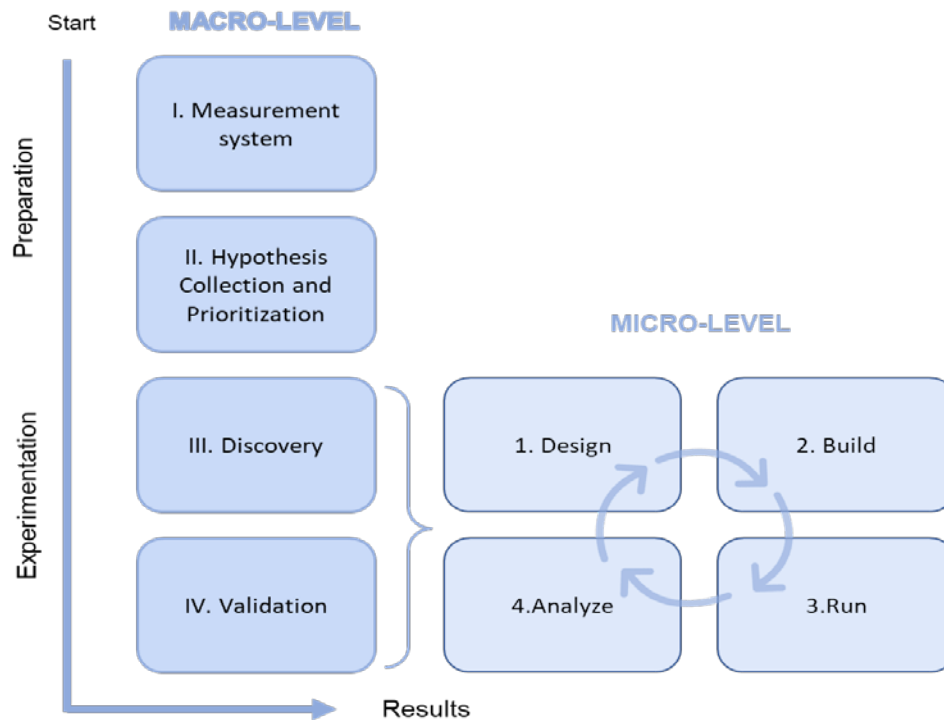 Start
MACRO-LEVEL
Preparation
I. Measurement
system
II. Hypothesis
Collection and
Prioritization
MICRO-LEVEL
Experimentation
III. Discovery
1. Design
2. Build
IV. Validation
4.Analyze
3.Run
Results